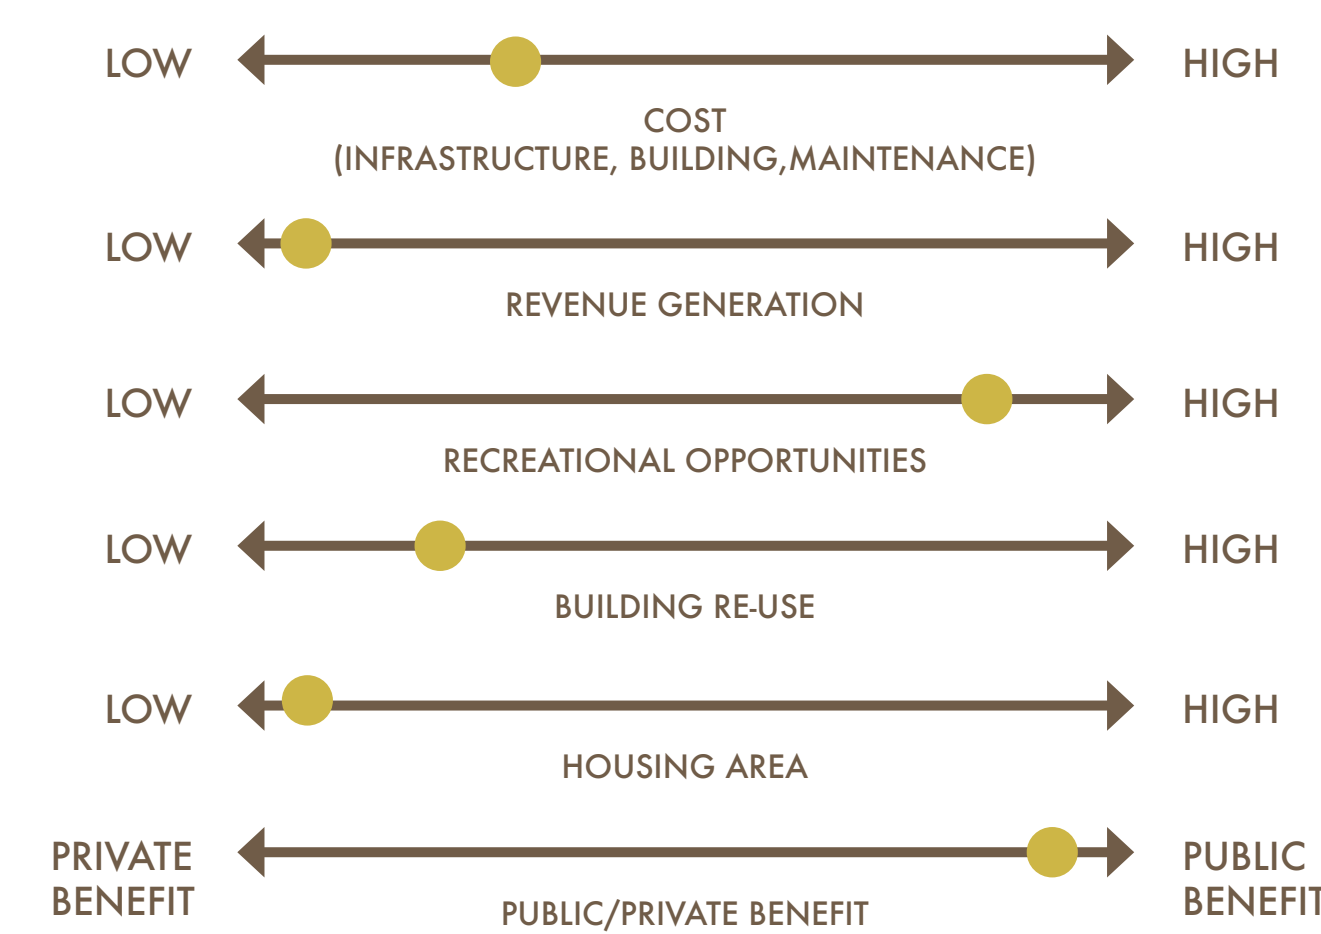 LOW HIGH
COST
(INFRASTRUCTURE, BUILDING,MAINTENANCE)
LOW HIGH
REVENUE GENERATION
LOW HIGH
RECREATIONAL OPPORTUNITIES
LOW HIGH
BUILDING RE-USE
LOW HIGH
HOUSING AREA
PRIVATE
BENEFIT
PUBLIC
BENEFIT
PUBLIC/PRIVATE BENEFIT